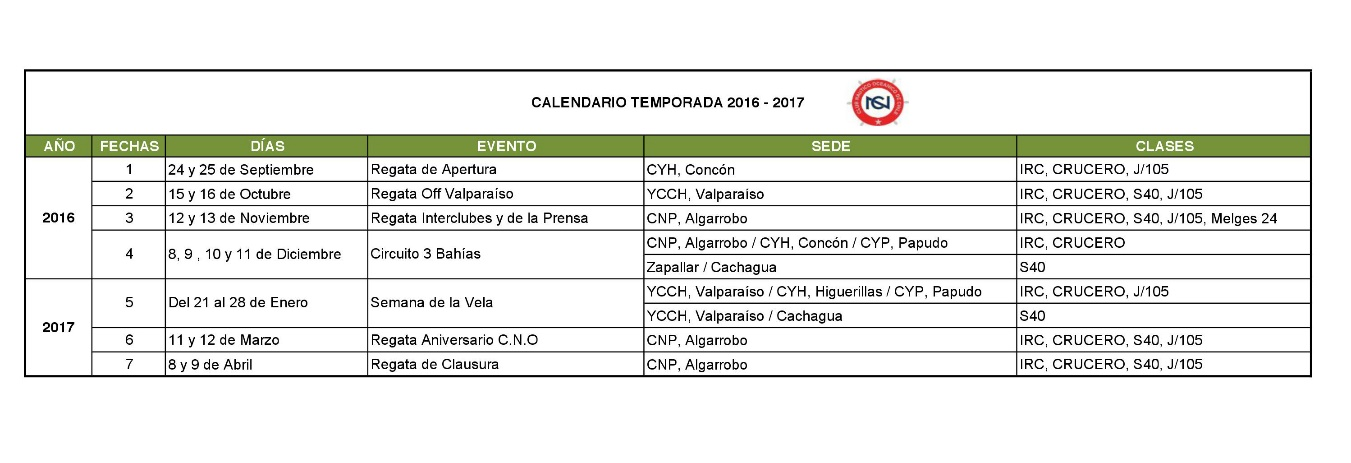 CALENDARIO TEMPORADA 2016 - 2017
AÑO FECHAS DÍAS EVENTO SEDE CLASES
2016
1 24 y 25 de Septiembre Regata de Apertura CYH, Concón IRC, CRUCERO, J/105
2 15 y 16 de Octubre Regata Off Valparaíso YCCH, Valparaíso IRC, CRUCERO, S40, J/105
3 12 y 13 de Noviembre Regata Interclubes y de la Prensa CNP, Algarrobo IRC, CRUCERO, S40, J/105, Melges 24
4 8, 9 , 10 y 11 de Diciembre Circuito 3 Bahías CNP, Algarrobo / CYH, Concón / CYP, Papudo IRC, CRUCERO
Zapallar / Cachagua S40
2017
5 Del 21 al 28 de Enero Semana de la Vela YCCH, Valparaíso / CYH, Higuerillas / CYP, Papudo IRC, CRUCERO, J/105
YCCH, Valparaíso / Cachagua S40
6 11 y 12 de Marzo Regata Aniversario C.N.O CNP, Algarrobo IRC, CRUCERO, S40, J/105
7 8 y 9 de Abril Regata de Clausura CNP, Algarrobo IRC, CRUCERO, S40, J/105